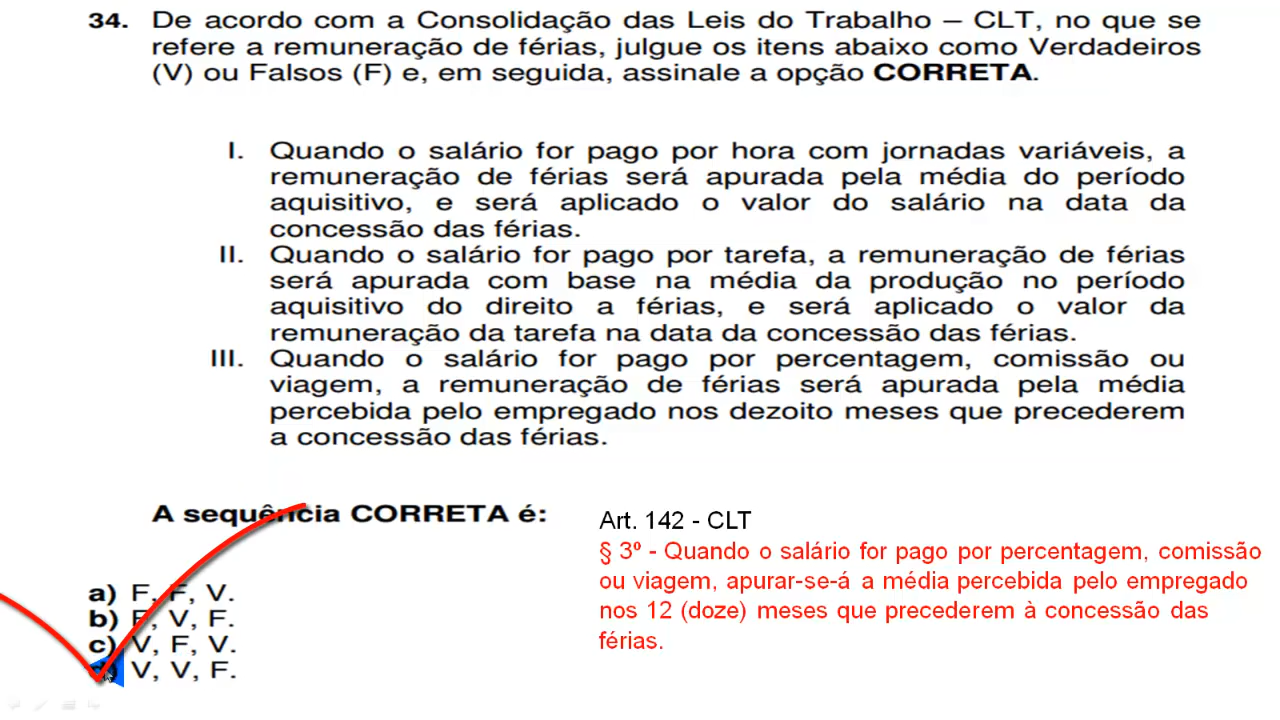 34. De acordo com a Consolidação das Leis do Trabalho – CLT, no que se
refere a remuneração de férias, julgue os itens abaixo como Verdadeiros
(V) ou Falsos (F) e, em seguida, assinale a opção CORRETA.
I. Quando o salário for pago por hora com jornadas variáveis, a
remuneração de férias será apurada pela média do período
aquisitivo, e será aplicado o valor do salário na data da
concessão das férias.
II. Quando o salário for pago por tarefa, a remuneração de férias
será apurada com base na média da produção no período
aquisitivo do direito a férias, e será aplicado o valor da
remuneração da tarefa na data da concessão das férias.
III. Quando o salário for pago por percentagem, comissão ou
viagem, a remuneração de férias será apurada pela média
percebida pelo empregado nos dezoito meses que precederem
a concessão das férias.
A sequência CORRETA é:
a) F, F, V.
b) F, V, F.
c) V, F, V.
d) V, V, F.
Art. 142 - CLT
§ 3º - Quando o salário for pago por percentagem, comissão
ou viagem, apurar-se-á a média percebida pelo empregado
nos 12 (doze) meses que precederem à concessão das
férias.